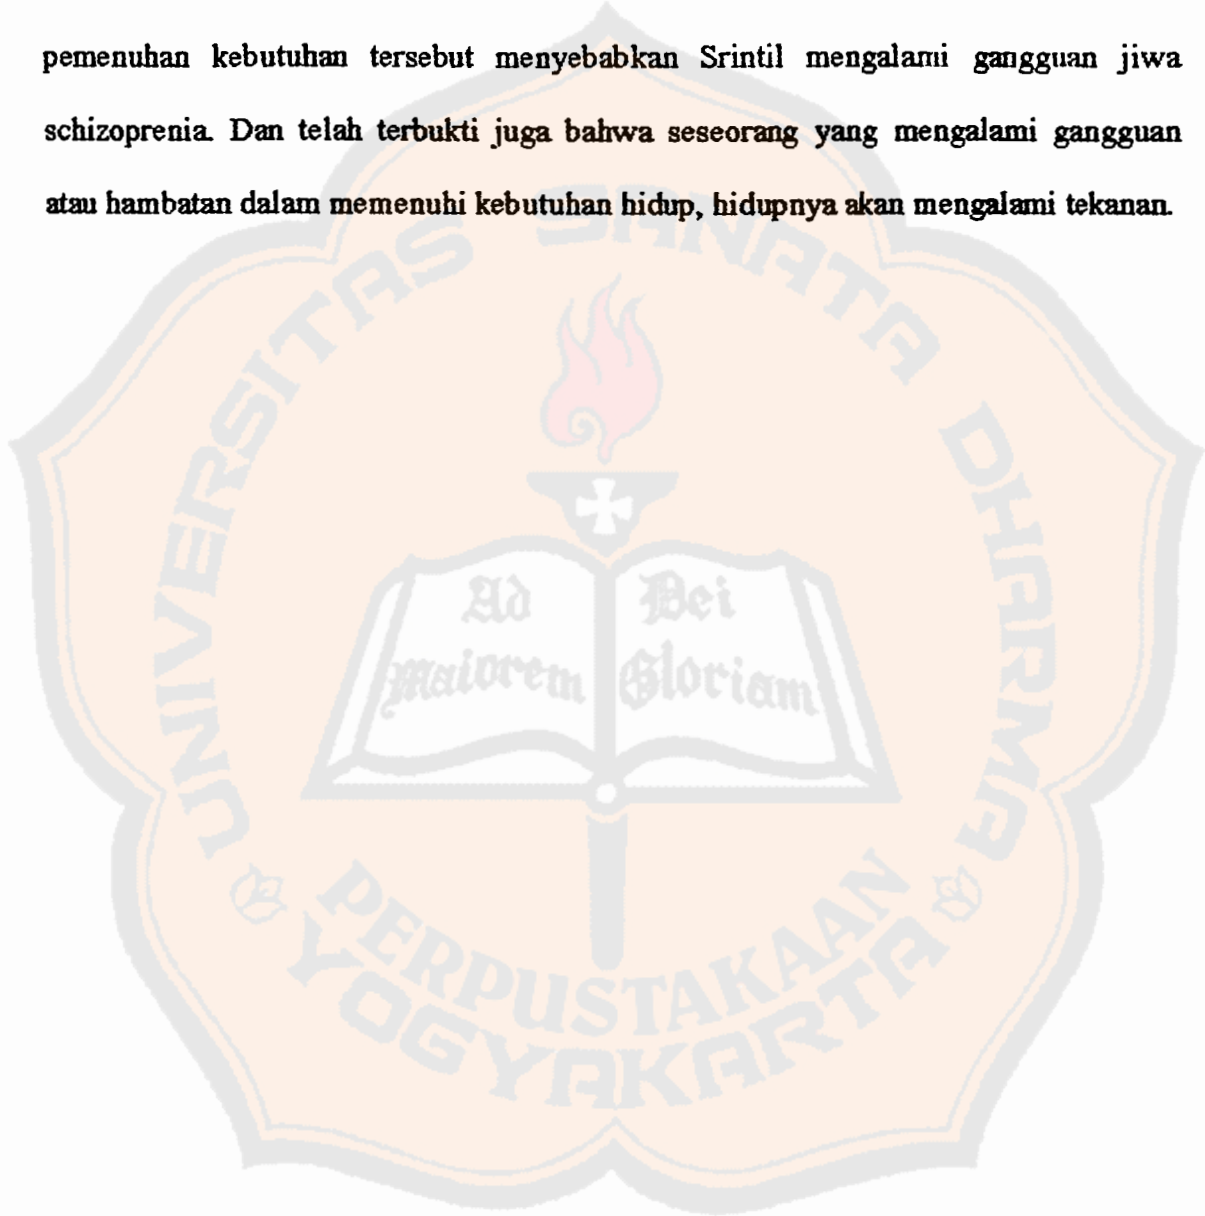 pemenuhan kebutuhan tersebut menyebabkan Srintil mengalami gangguan jiwa
schizoprenia. Dan telah terbukti juga bahwa seseorang yang mengalami gangguan
atau hambatan dalam memenuhi kebutuhan hidup, hidupnya akan mengalami tekanan.
UNIVERSITAS SANATA DHARMA
Ad
maiorem
Dei
Gloriam
PERPUSTAKAAN
YOGYAKARTA